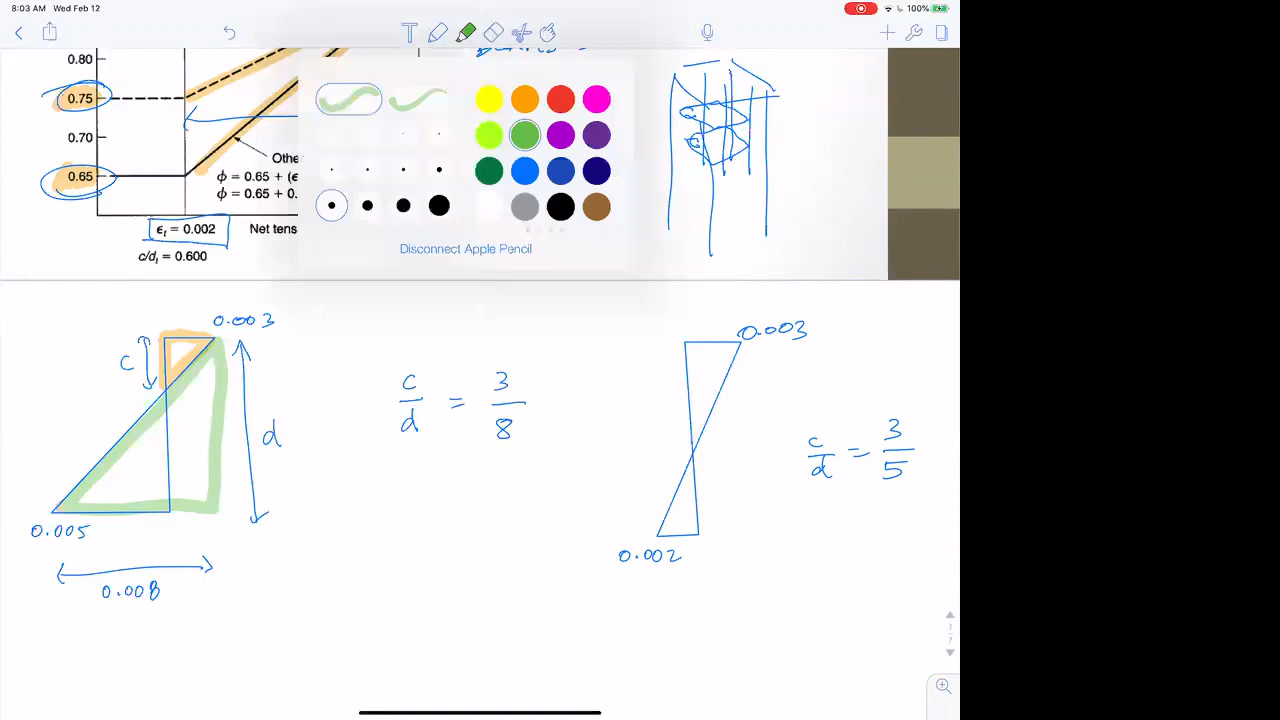 8:03 AM Wed Feb 12
100%
0.80
0.75
0.70
0.65
Othe
ϕ = 0.65 + (ϵ
ϕ = 0.65 + 0.
ϵt = 0.002
Net tens
c/dt = 0.600
Disconnect Apple Pencil
0.003
c
d
0.005
0.008
c/d = 3/8
0.003
c/d = 3/5
0.002